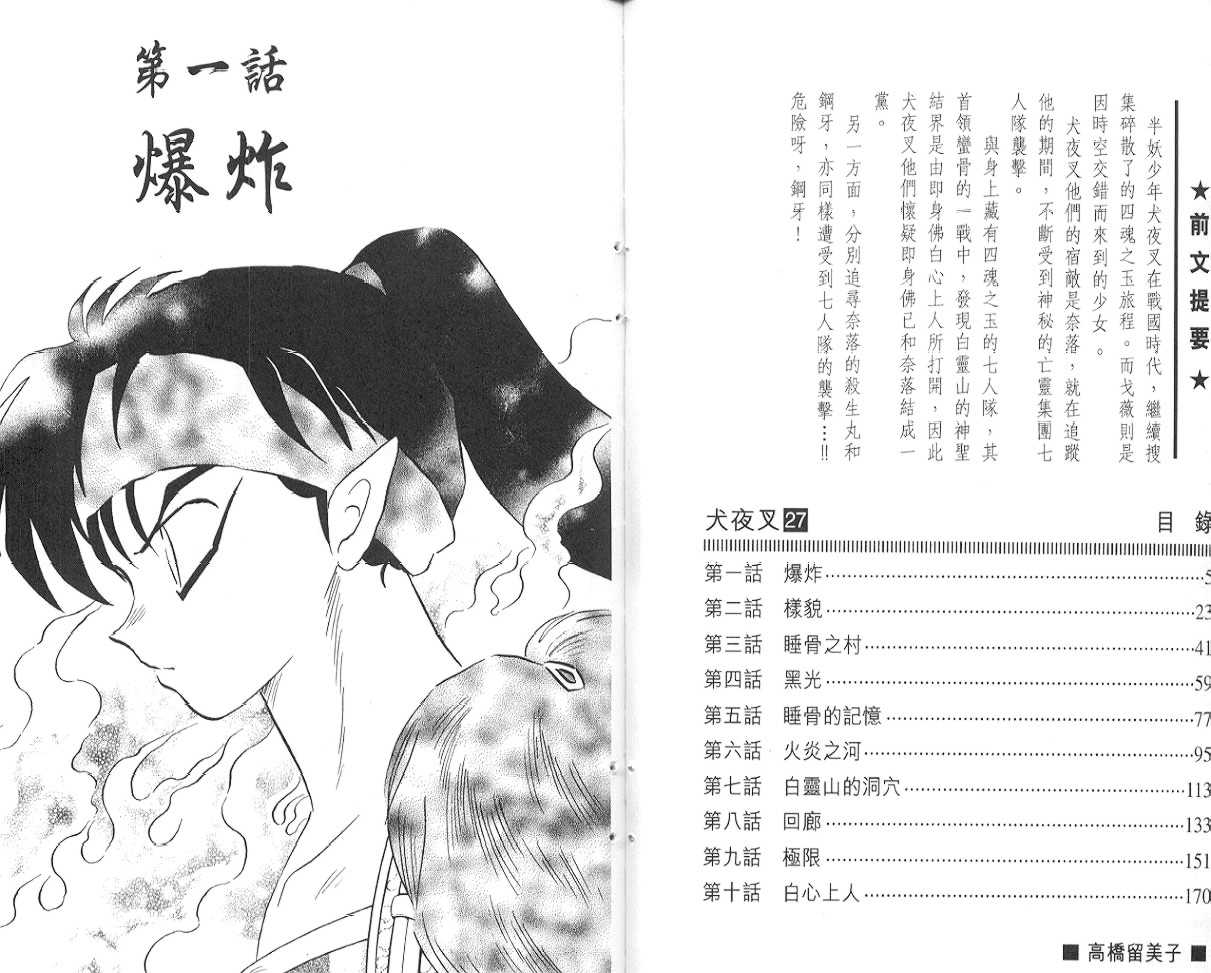 ★前文提要★
半妖少年犬夜叉在戰國時代，繼續搜
集碎散了的四魂之玉旅程。而戈薇則是
因時空交錯而來到的少女。
犬夜叉他們的宿敵是奈落，就在追蹤
他的期間，不斷受到神秘的亡靈集團七
人隊襲擊。
與身上藏有四魂之玉的七人隊，其
首領蠻骨的一戰中，發現白靈山的神聖
結界是由即身佛白心上人所打開，因此
犬夜叉他們懷疑即身佛已和奈落結成一
黨。
另一方面，分別追尋奈落的殺生丸和
鋼牙，亦同樣遭受到七人隊的襲擊…!!
危險呀，鋼牙！
犬夜叉27 目錄
第一話 爆炸……5
第二話 樣貌……23
第三話 睡骨之村……41
第四話 黑光……59
第五話 睡骨的記憶……77
第六話 火炎之河……95
第七話 白靈山的洞穴……113
第八話 回廊……133
第九話 極限……151
第十話 白心上人……170
■高橋留美子■
第一話
爆炸